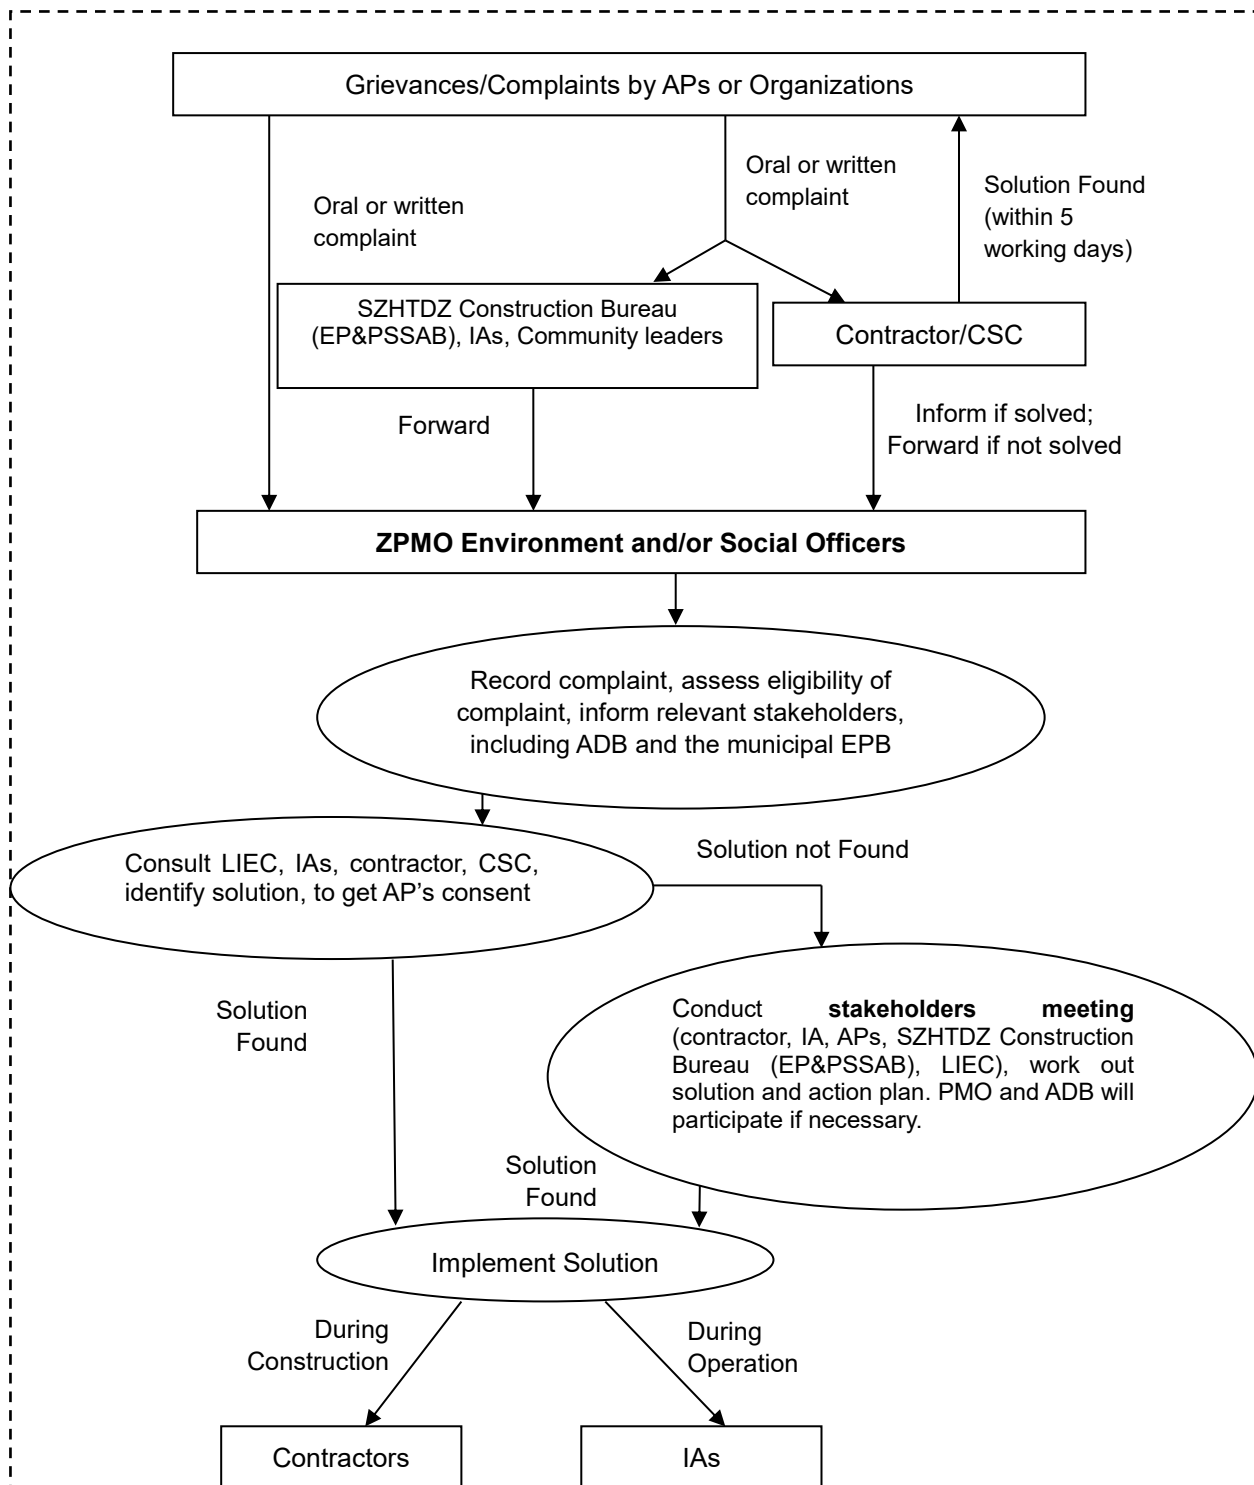 Grievances/Complaints by APs or Organizations
Oral or written
complaint
Oral or written
complaint
Solution Found
(within 5
working days)
SZHTDZ Construction Bureau
(EP&PSSAB), IAs, Community leaders
Contractor/CSC
Forward
Inform if solved;
Forward if not solved
ZPMO Environment and/or Social Officers
Record complaint, assess eligibility of
complaint, inform relevant stakeholders,
including ADB and the municipal EPB
Consult LIEC, IAs, contractor, CSC,
identify solution, to get AP’s consent
Solution not Found
Solution
Found
Conduct stakeholders meeting
(contractor, IA, APs, SZHTDZ Construction
Bureau (EP&PSSAB), LIEC), work out
solution and action plan. PMO and ADB will
participate if necessary.
Solution
Found
Implement Solution
During
Construction
During
Operation
Contractors
IAs